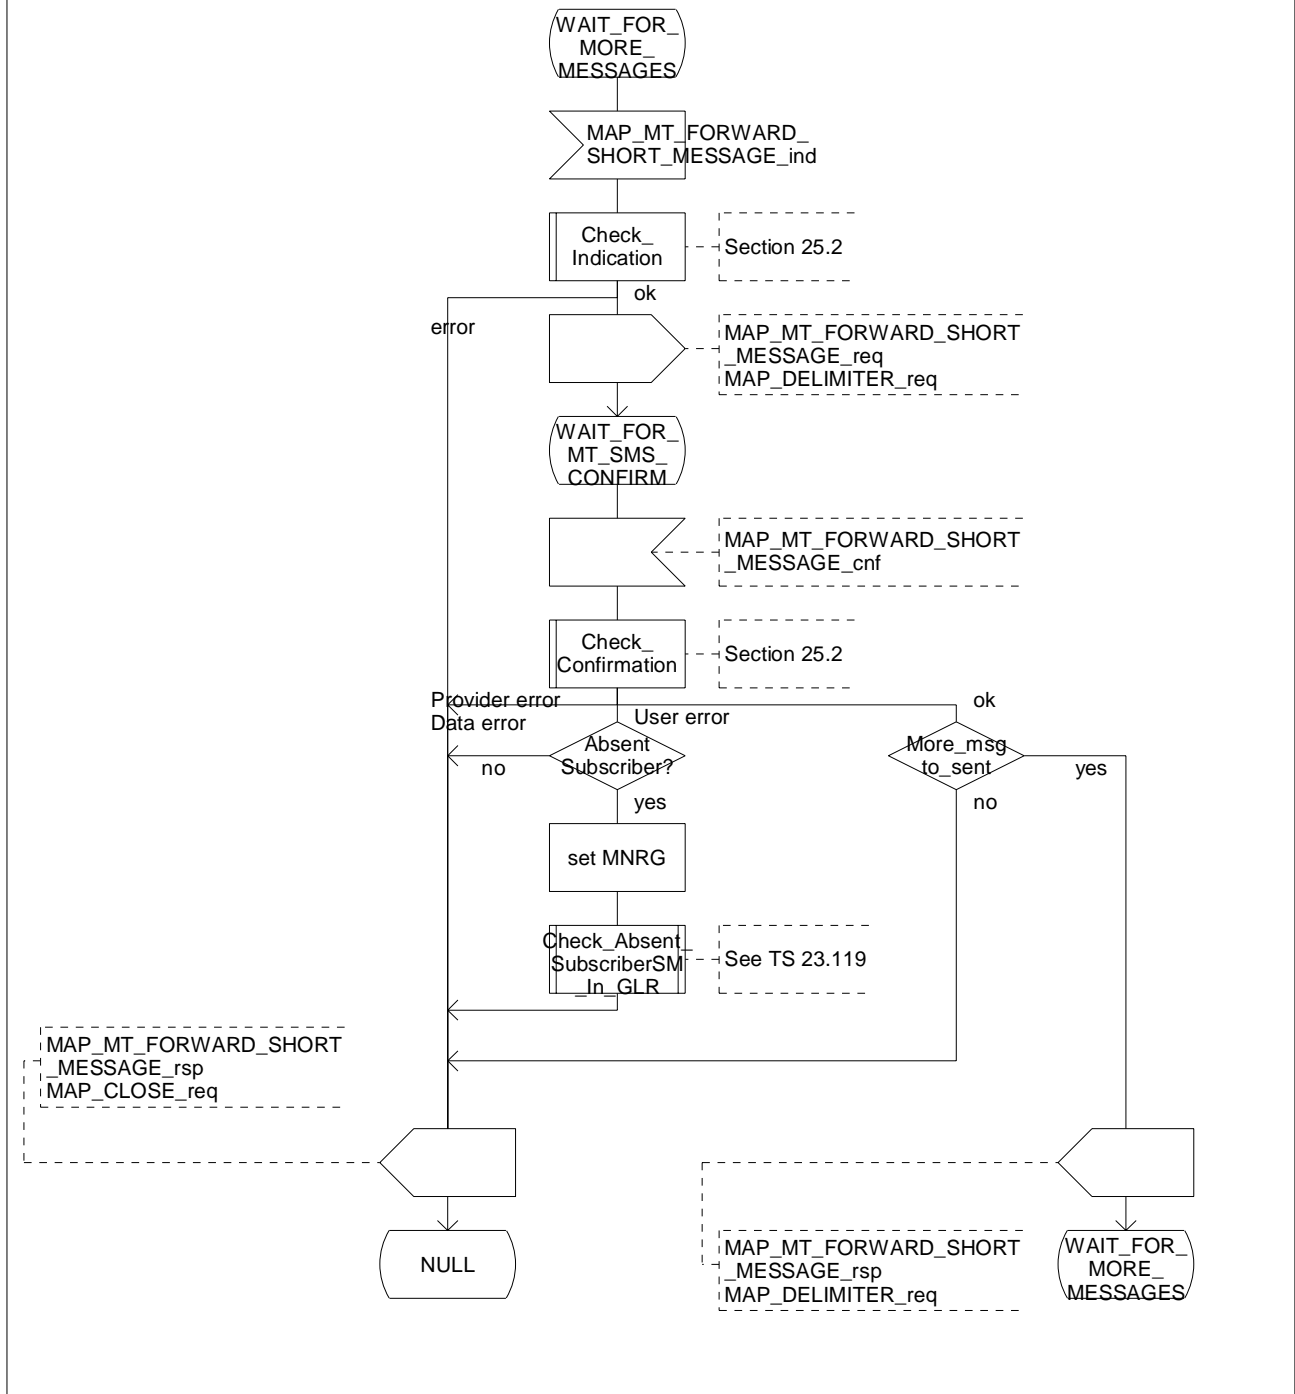 WAIT_FOR_
MORE_
MESSAGES
MAP_MT_FORWARD_
SHORT_MESSAGE_ind
Check_
Indication
Section 25.2
ok
error
MAP_MT_FORWARD_SHORT
_MESSAGE_req
MAP_DELIMITER_req
WAIT_FOR_
MT_SMS_
CONFIRM
MAP_MT_FORWARD_SHORT
_MESSAGE_cnf
Check_
Confirmation
Section 25.2
Provider error
Data error
User error
ok
Absent
Subscriber?
More_msg
to_sent
no
yes
yes
no
set MNRG
Check_Absent_
SubscriberSM
_In_GLR
See TS 23.119
MAP_MT_FORWARD_SHORT
_MESSAGE_rsp
MAP_CLOSE_req
NULL
MAP_MT_FORWARD_SHORT
_MESSAGE_rsp
MAP_DELIMITER_req
WAIT_FOR_
MORE_
MESSAGES